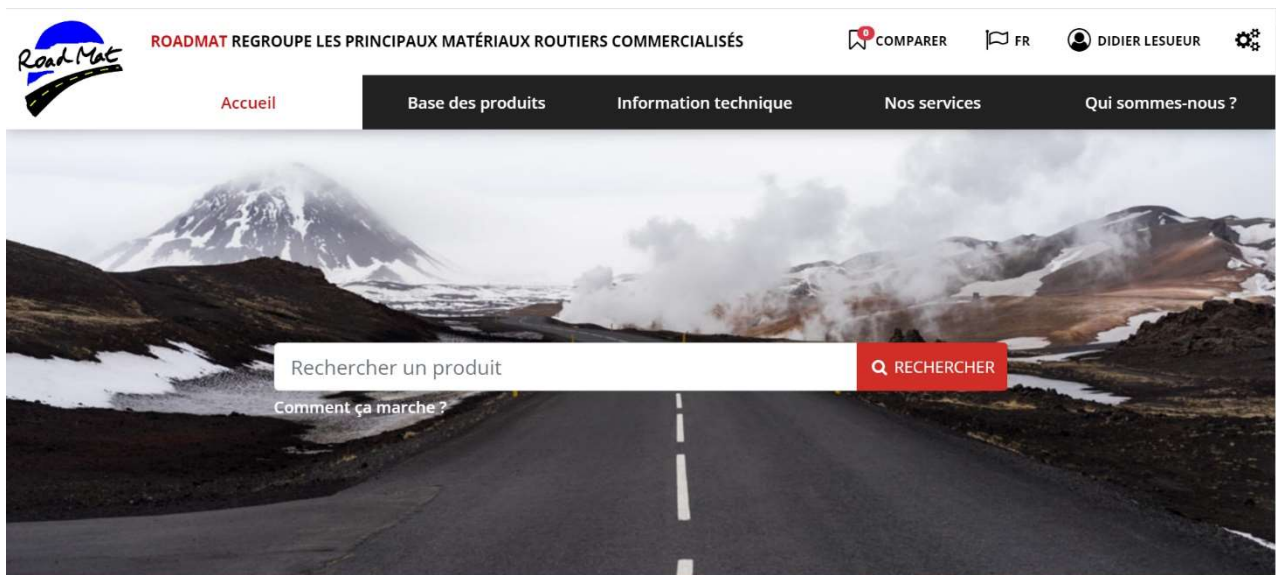 Road Mat
ROADMAT REGROUPE LES PRINCIPAUX MATÉRIAUX ROUTIERS COMMERCIALISÉS
0 COMPARER
FR
DIDIER LESUEUR
Accueil
Base des produits
Information technique
Nos services
Qui sommes-nous ?
Rechercher un produit
RECHERCHER
Comment ça marche ?